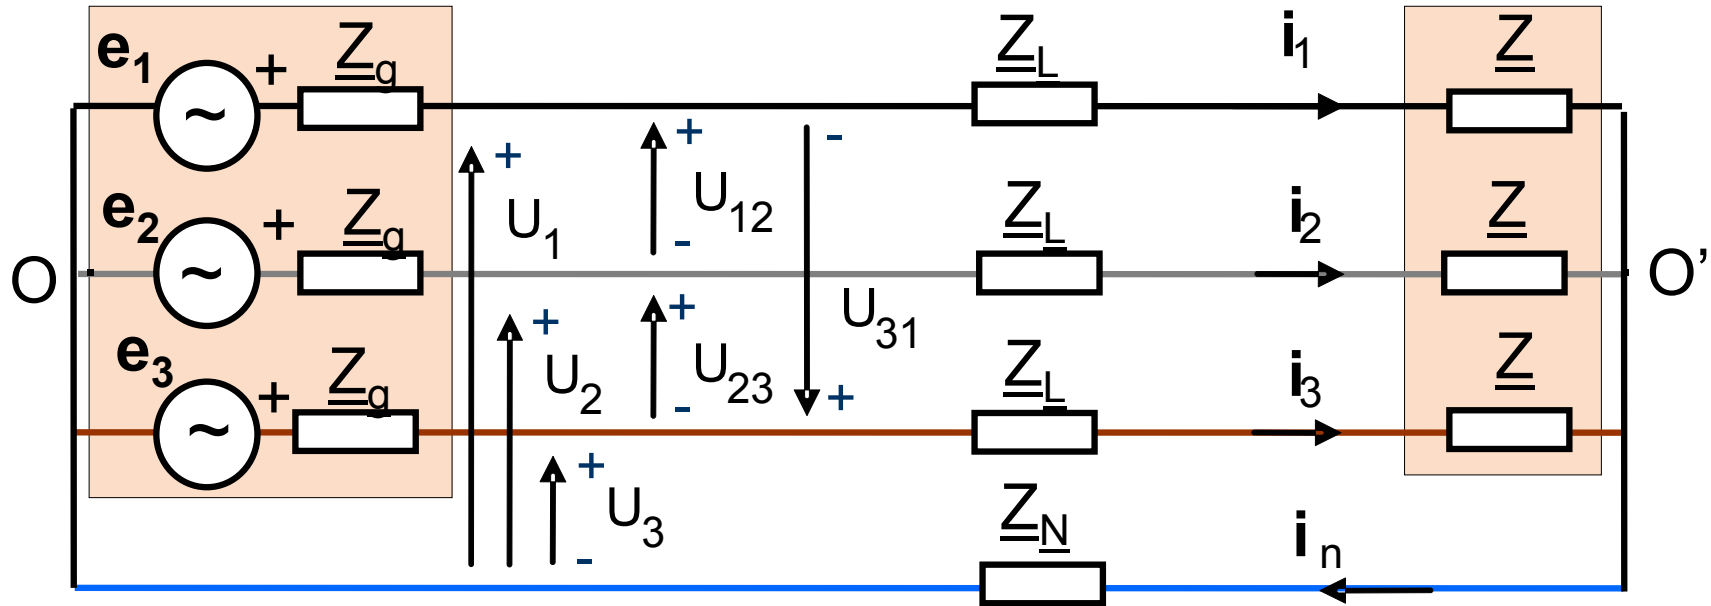 e1 + Zg ZL i1 Z
+ U12 - -
+ U1
e2 + Zg ZL i2 Z
O O’
+ U2 + U23 - U31 +
e3 + Zg ZL i3 Z
+ U3 -
ZN in
~
~
~